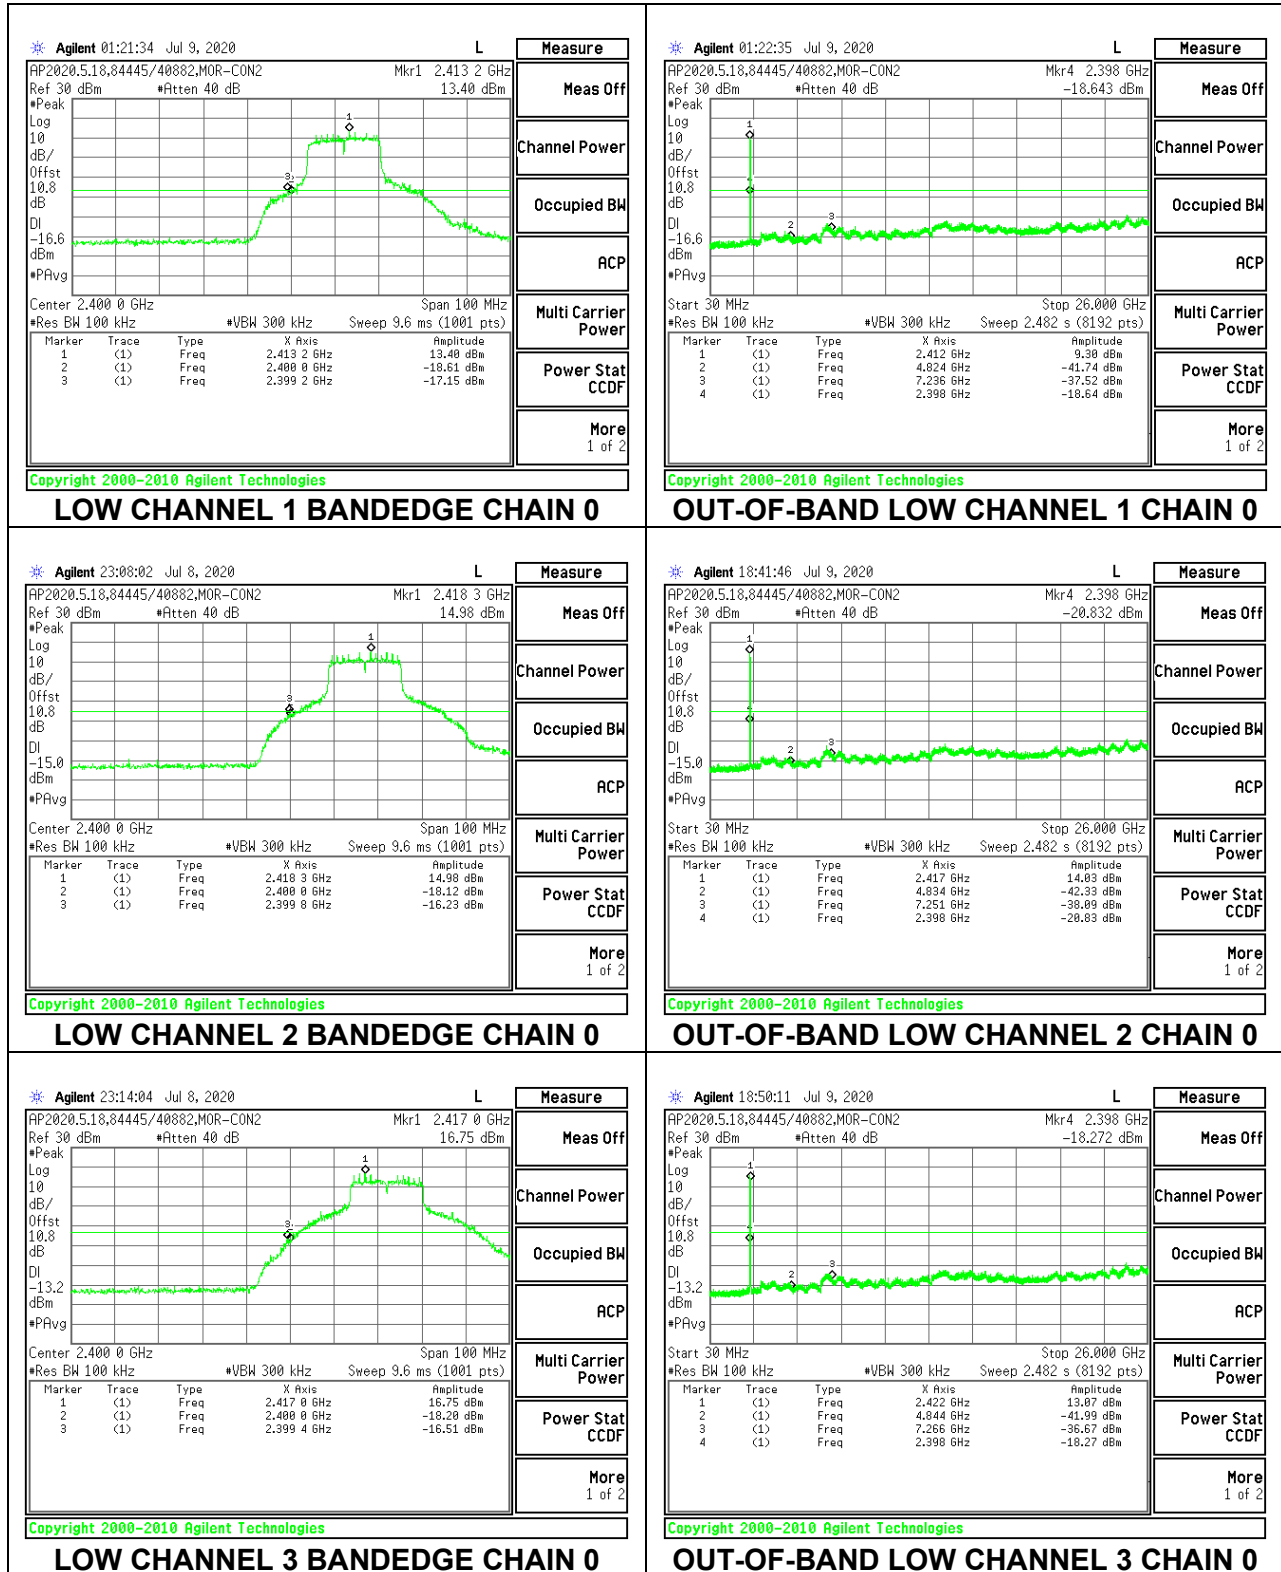 Agilent 01:21:34 Jul 9, 2020 L Measure
AP2020.5.18,84445/40882,MOR-CON2 Mkr1 2.413 2 GHz
Ref 30 dBm #Atten 40 dB 13.40 dBm Meas Off
#Peak
Log
10
dB/
Offst
10.8
dB
DI
-16.6
dBm
#PAvg
1
3
Channel Power
Occupied BW
ACP
Center 2.400 0 GHz Span 100 MHz
#Res BW 100 kHz #VBW 300 kHz Sweep 9.6 ms (1001 pts)
Multi Carrier
Power
Marker Trace Type X Axis Amplitude
1 (1) Freq 2.413 2 GHz 13.40 dBm
2 (1) Freq 2.400 0 GHz -18.61 dBm
3 (1) Freq 2.399 2 GHz -17.15 dBm
Power Stat
CCDF
More
1 of 2
Copyright 2000-2010 Agilent Technologies
LOW CHANNEL 1 BANDEDGE CHAIN 0
Agilent 01:22:35 Jul 9, 2020 L Measure
AP2020.5.18,84445/40882,MOR-CON2 Mkr4 2.398 GHz
Ref 30 dBm #Atten 40 dB -18.643 dBm Meas Off
#Peak
Log
10
dB/
Offst
10.8
dB
DI
-16.6
dBm
#PAvg
1
4
2
3
Channel Power
Occupied BW
ACP
Start 30 MHz Stop 26.000 GHz
#Res BW 100 kHz #VBW 300 kHz Sweep 2.482 s (8192 pts)
Multi Carrier
Power
Marker Trace Type X Axis Amplitude
1 (1) Freq 2.412 GHz 9.30 dBm
2 (1) Freq 4.824 GHz -41.74 dBm
3 (1) Freq 7.236 GHz -37.52 dBm
4 (1) Freq 2.398 GHz -18.64 dBm
Power Stat
CCDF
More
1 of 2
Copyright 2000-2010 Agilent Technologies
OUT-OF-BAND LOW CHANNEL 1 CHAIN 0
Agilent 23:08:02 Jul 8, 2020 L Measure
AP2020.5.18,84445/40882,MOR-CON2 Mkr1 2.418 3 GHz
Ref 30 dBm #Atten 40 dB 14.98 dBm Meas Off
#Peak
Log
10
dB/
Offst
10.8
dB
DI
-15.0
dBm
#PAvg
1
3
Channel Power
Occupied BW
ACP
Center 2.400 0 GHz Span 100 MHz
#Res BW 100 kHz #VBW 300 kHz Sweep 9.6 ms (1001 pts)
Multi Carrier
Power
Marker Trace Type X Axis Amplitude
1 (1) Freq 2.418 3 GHz 14.98 dBm
2 (1) Freq 2.400 0 GHz -18.12 dBm
3 (1) Freq 2.399 8 GHz -16.23 dBm
Power Stat
CCDF
More
1 of 2
Copyright 2000-2010 Agilent Technologies
LOW CHANNEL 2 BANDEDGE CHAIN 0
Agilent 18:41:46 Jul 9, 2020 L Measure
AP2020.5.18,84445/40882,MOR-CON2 Mkr4 2.398 GHz
Ref 30 dBm #Atten 40 dB -20.832 dBm Meas Off
#Peak
Log
10
dB/
Offst
10.8
dB
DI
-15.0
dBm
#PAvg
1
4
2
3
Channel Power
Occupied BW
ACP
Start 30 MHz Stop 26.000 GHz
#Res BW 100 kHz #VBW 300 kHz Sweep 2.482 s (8192 pts)
Multi Carrier
Power
Marker Trace Type X Axis Amplitude
1 (1) Freq 2.417 GHz 14.03 dBm
2 (1) Freq 4.834 GHz -42.33 dBm
3 (1) Freq 7.251 GHz -38.09 dBm
4 (1) Freq 2.398 GHz -20.83 dBm
Power Stat
CCDF
More
1 of 2
Copyright 2000-2010 Agilent Technologies
OUT-OF-BAND LOW CHANNEL 2 CHAIN 0
Agilent 23:14:04 Jul 8, 2020 L Measure
AP2020.5.18,84445/40882,MOR-CON2 Mkr1 2.417 0 GHz
Ref 30 dBm #Atten 40 dB 16.75 dBm Meas Off
#Peak
Log
10
dB/
Offst
10.8
dB
DI
-13.2
dBm
#PAvg
1
3
Channel Power
Occupied BW
ACP
Center 2.400 0 GHz Span 100 MHz
#Res BW 100 kHz #VBW 300 kHz Sweep 9.6 ms (1001 pts)
Multi Carrier
Power
Marker Trace Type X Axis Amplitude
1 (1) Freq 2.417 0 GHz 16.75 dBm
2 (1) Freq 2.400 0 GHz -18.20 dBm
3 (1) Freq 2.399 4 GHz -16.51 dBm
Power Stat
CCDF
More
1 of 2
Copyright 2000-2010 Agilent Technologies
LOW CHANNEL 3 BANDEDGE CHAIN 0
Agilent 18:50:11 Jul 9, 2020 L Measure
AP2020.5.18,84445/40882,MOR-CON2 Mkr4 2.398 GHz
Ref 30 dBm #Atten 40 dB -18.272 dBm Meas Off
#Peak
Log
10
dB/
Offst
10.8
dB
DI
-13.2
dBm
#PAvg
1
4
2
3
Channel Power
Occupied BW
ACP
Start 30 MHz Stop 26.000 GHz
#Res BW 100 kHz #VBW 300 kHz Sweep 2.482 s (8192 pts)
Multi Carrier
Power
Marker Trace Type X Axis Amplitude
1 (1) Freq 2.422 GHz 13.07 dBm
2 (1) Freq 4.844 GHz -41.99 dBm
3 (1) Freq 7.266 GHz -36.67 dBm
4 (1) Freq 2.398 GHz -18.27 dBm
Power Stat
CCDF
More
1 of 2
Copyright 2000-2010 Agilent Technologies
OUT-OF-BAND LOW CHANNEL 3 CHAIN 0